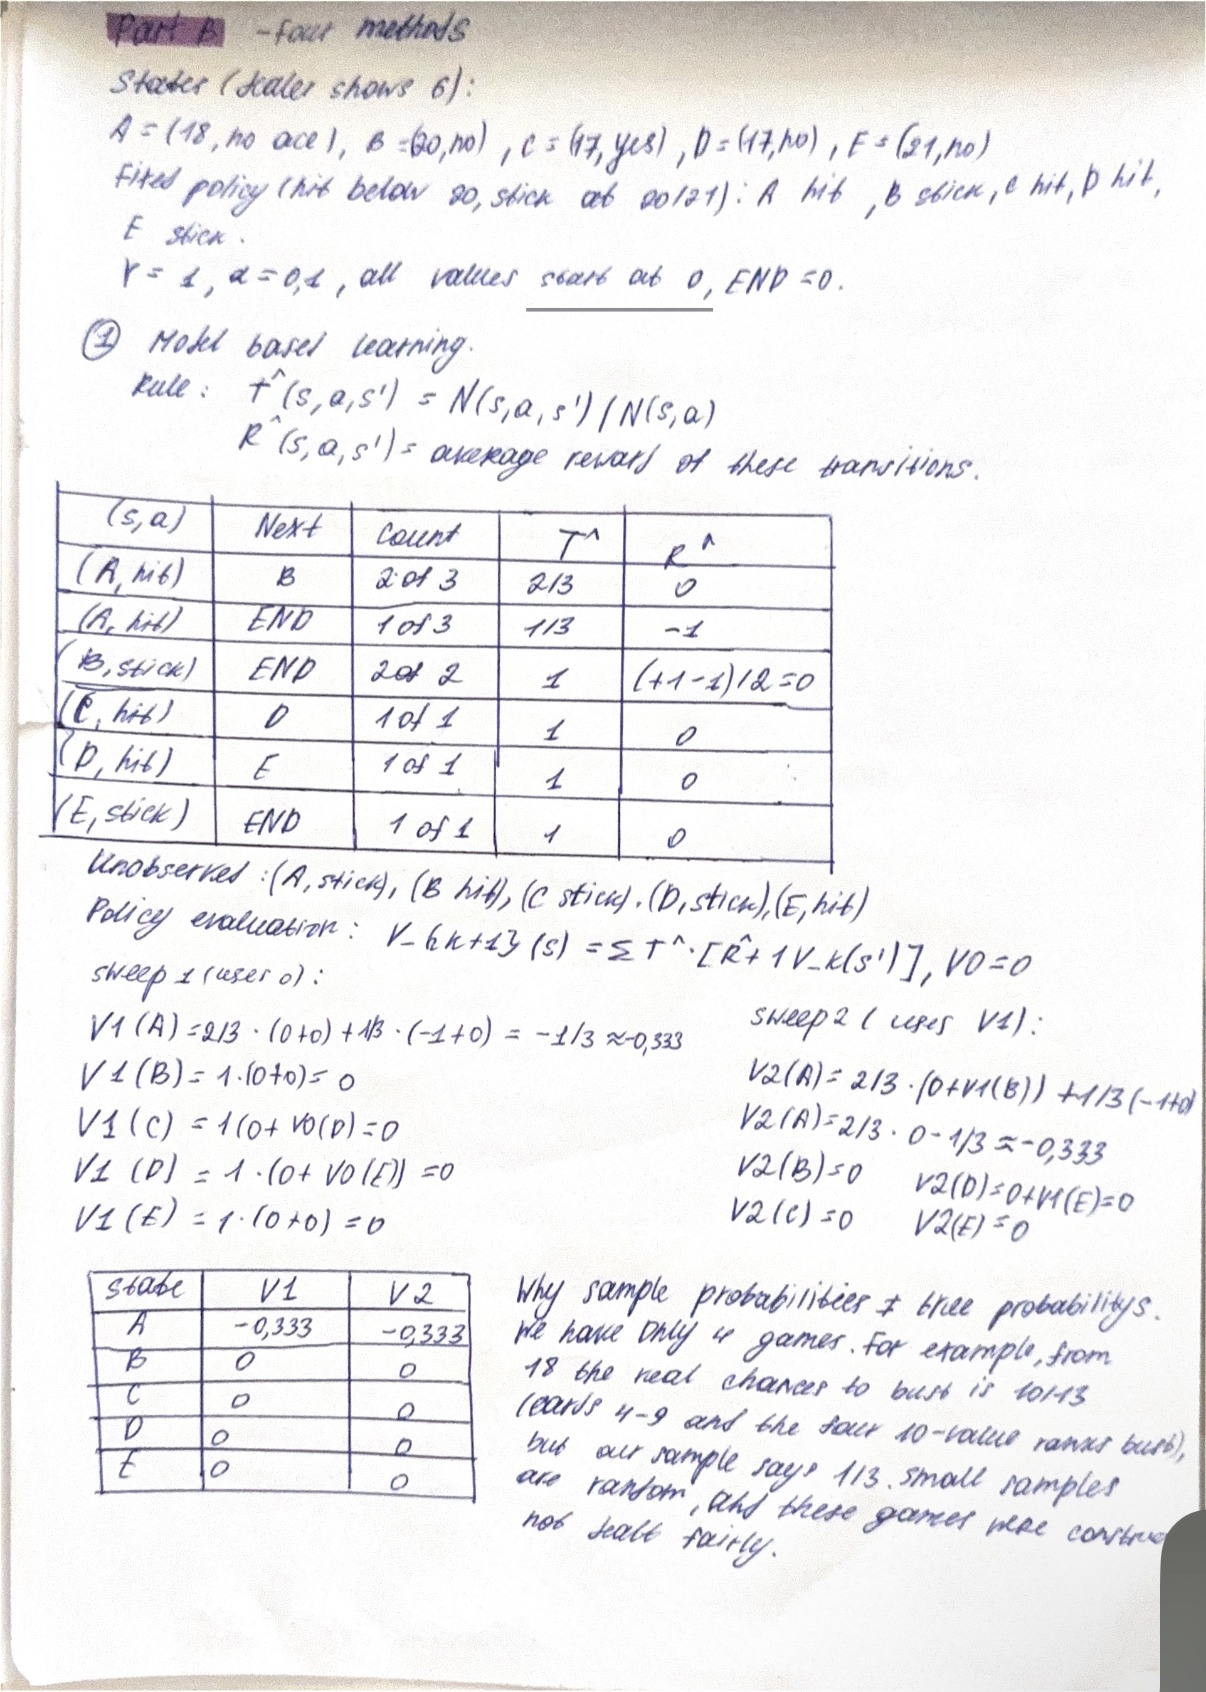 Part B - four methods
States (dealer shows 6):
A = (18, no ace), B = (20, no), C = (17, yes), D = (17, no), E = (21, no)
Fixed policy (hit below 20, stick at 20/21): A hit, B stick, C hit, D hit,
E stick.
γ = 1, α = 0,1, all values start at 0, END = 0.
① Model based learning.
Rule: T^(s, a, s') = N(s, a, s') / N(s, a)
R^(s, a, s') = average reward of these transitions.
(s, a) Next Count T^ R^
(A, hit) B 2 of 3 2/3 0
(A, hit) END 1 of 3 1/3 -1
(B, stick) END 2 of 2 1 (+1-1)/2=0
(C, hit) D 1 of 1 1 0
(D, hit) E 1 of 1 1 0
(E, stick) END 1 of 1 1 0
Unobserved: (A, stick), (B hit), (C stick), (D, stick), (E, hit)
Policy evaluation: V_{k+1}(s) = Σ T^·[R^+ 1 V_k(s')], V0=0
Sweep 1 (uses 0):
V1(A) = 2/3 · (0+0) + 1/3 · (-1+0) = -1/3 ≈ -0,333
V1(B) = 1·(0+0) = 0
V1(C) = 1(0+ V0(D) = 0
V1(D) = 1·(0+ V0(E)) = 0
V1(E) = 1·(0+0) = 0
Sweep 2 (uses V1):
V2(A) = 2/3 · (0+V1(B)) + 1/3(-1+0)
V2(A) = 2/3 · 0 - 1/3 ≈ -0,333
V2(B) = 0 V2(D) = 0+V1(E) = 0
V2(C) = 0 V2(E) = 0
State V1 V2
A -0,333 -0,333
B 0 0
C 0 0
D 0 0
E 0 0
Why sample probabilities ≠ true probabilitys.
We have only 4 games. For example, from
18 the real chances to bust is 10/13
(cards 4-9 and the four 10-value ranks bust),
but our sample says 1/3. Small samples
are random, and these games were
not dealt fairly.